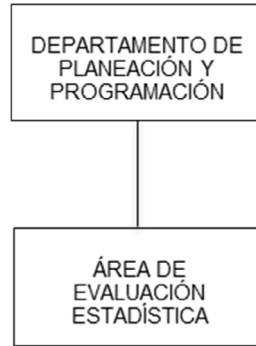 DEPARTAMENTO DE
PLANEACIÓN Y
PROGRAMACIÓN
ÁREA DE
EVALUACIÓN
ESTADÍSTICA